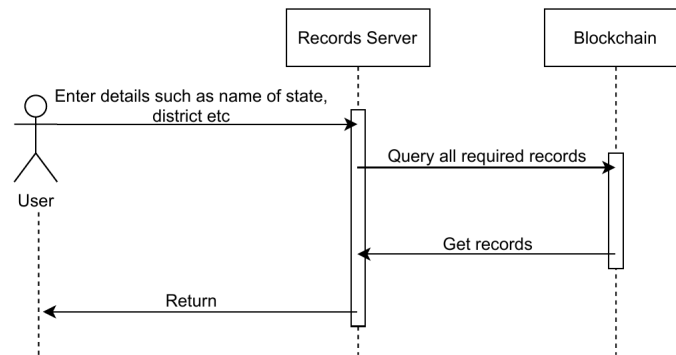 Records Server
Blockchain
Enter details such as name of state,
district etc
Query all required records
User
Get records
Return